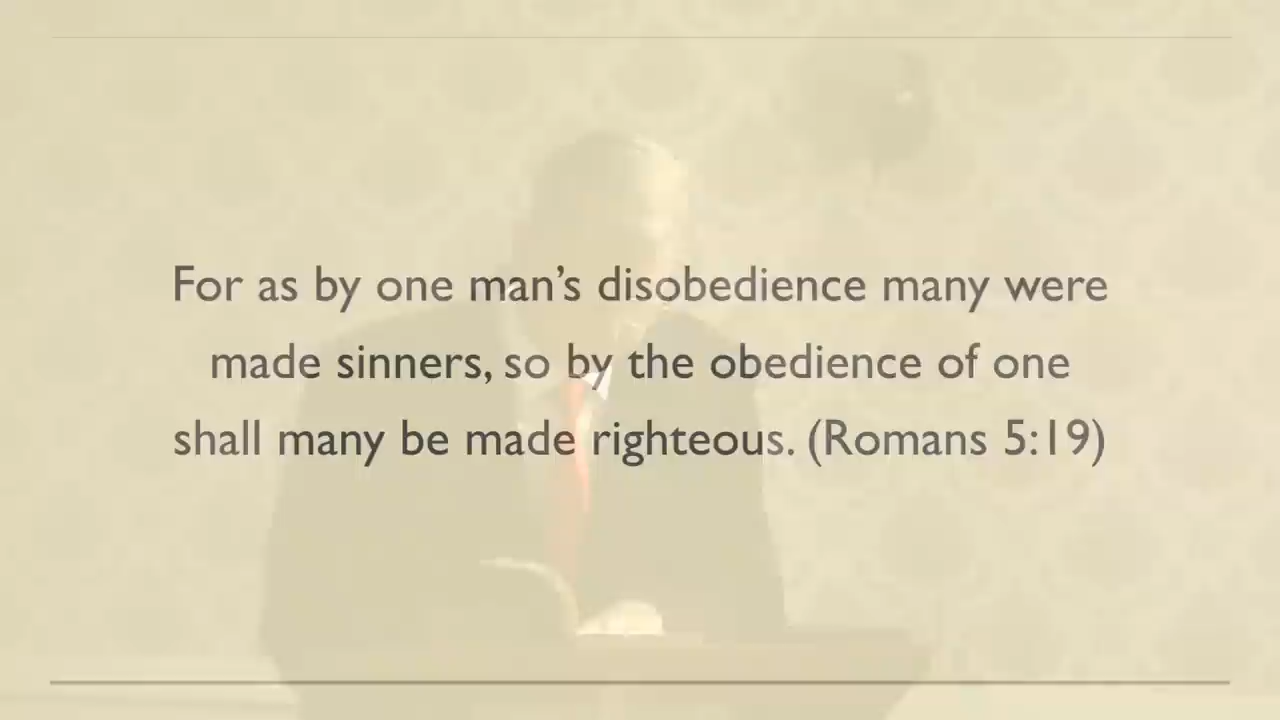 For as by one man’s disobedience many were
made sinners, so by the obedience of one
shall many be made righteous. (Romans 5:19)